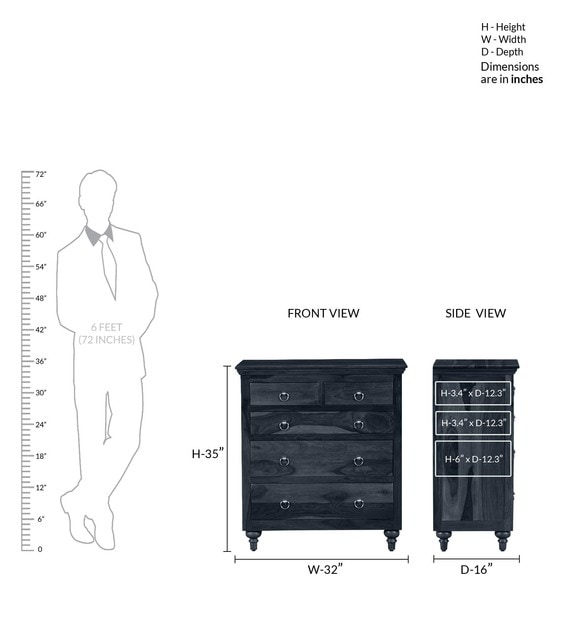 H - Height
W - Width
D - Depth
Dimensions
are in inches
72"
66"
60"
54"
48"
42"
36"
30"
24"
18"
12"
6"
0
6 FEET
(72 INCHES)
FRONT VIEW
SIDE VIEW
H-35”
W-32”
H-3.4” x D-12.3”
H-3.4” x D-12.3”
H-6” x D-12.3”
D-16”